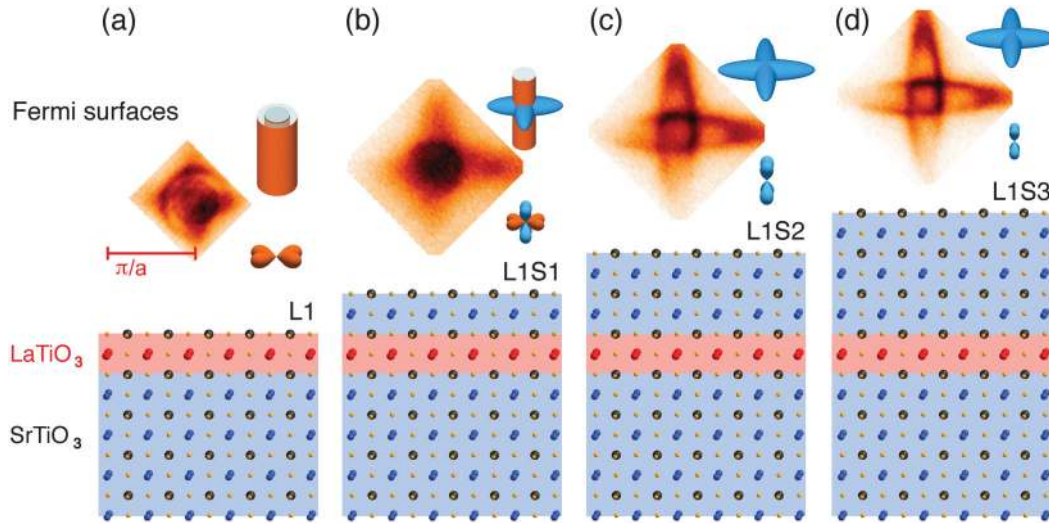 (a)
(b)
(c)
(d)
Fermi surfaces
π/a
L1
L1S1
L1S2
L1S3
LaTiO3
SrTiO3